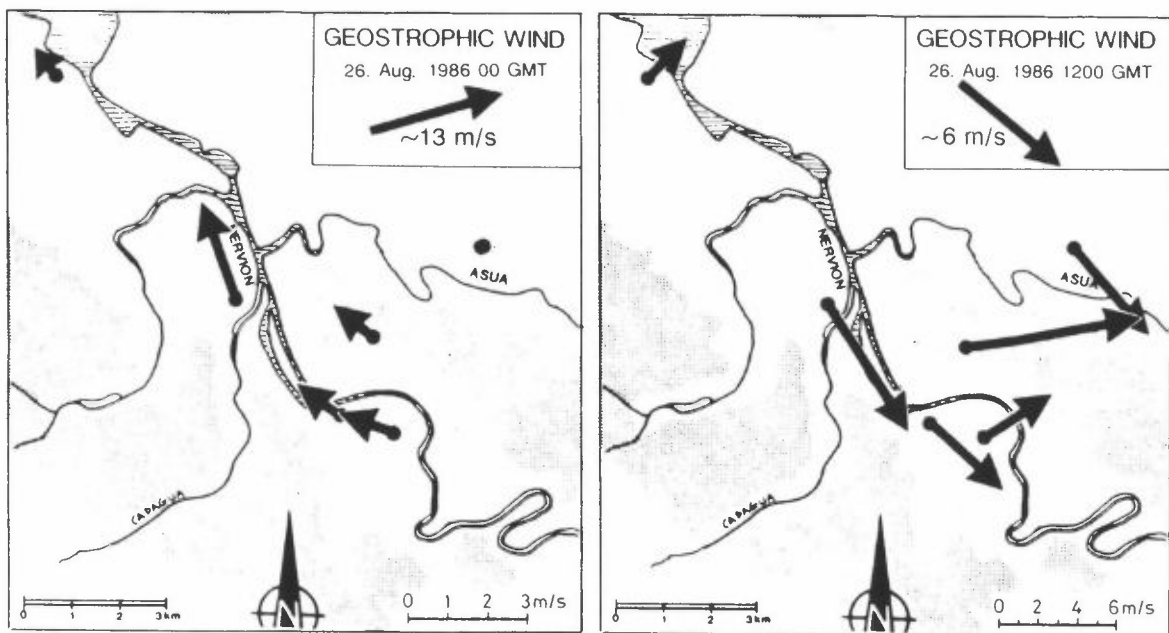 GEOSTROPHIC WIND
26. Aug. 1986 00 GMT
~13 m/s
ERVION
ASUA
CADAGUA
0 1 2 3km
N
0 1 2 3m/s
GEOSTROPHIC WIND
26. Aug. 1986 1200 GMT
~6 m/s
NERVION
ASUA
CADAGUA
0 1 2 3km
N
0 2 4 6m/s